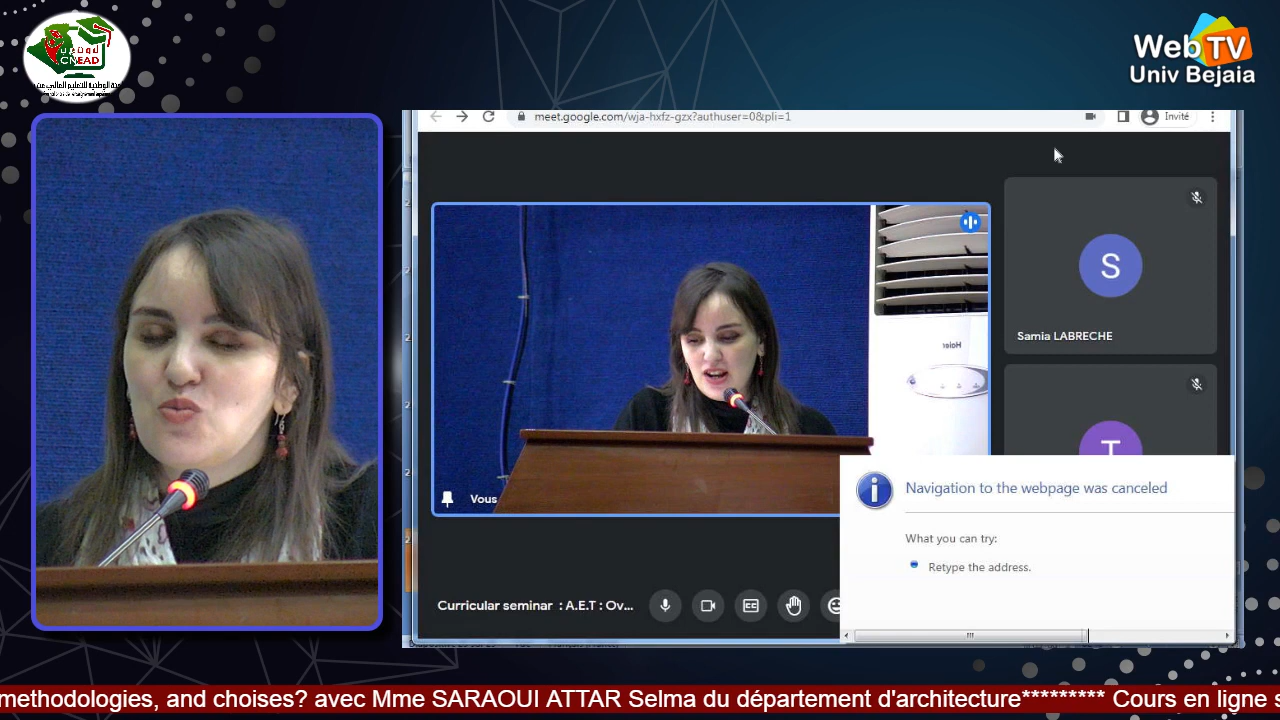 CNEAD
WebTV
Univ Bejaia
meet.google.com/wja-hxfz-gzx?authuser=0&pli=1
Invité
S
Samia LABRECHE
Haier
T
Vous
Navigation to the webpage was canceled
What you can try:
Retype the address.
Curricular seminar : A.E.T : Ov...
methodologies, and choises? avec Mme SARAOUI ATTAR Selma du département d'architecture********* Cours en ligne s